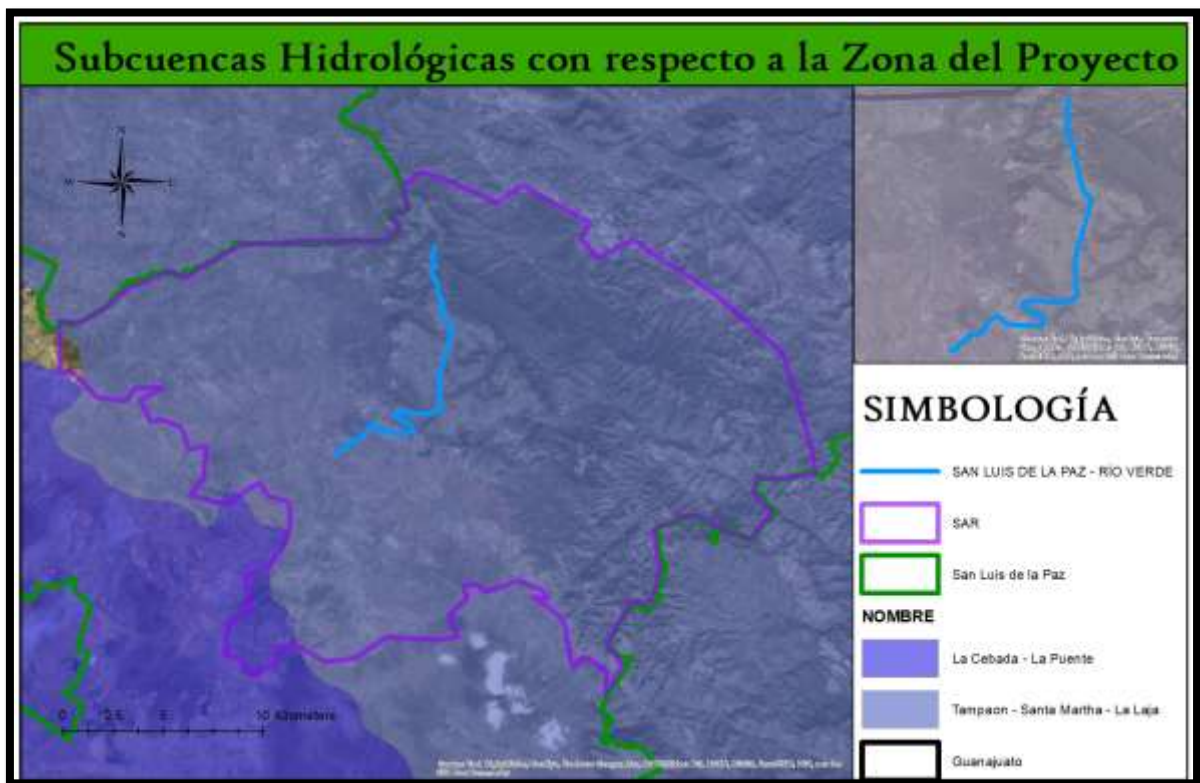 Subcuencas Hidrológicas con respecto a la Zona del Proyecto
N
W
SIMBOLOGÍA
SAN LUIS DE LA PAZ - RÍO VERDE
SAR
San Luis de la Paz
NOMBRE
La Cebada - La Puente
Tampaon - Santa Martha - La Laja
Guanajuato
0 2.5 5 10 Kilometers